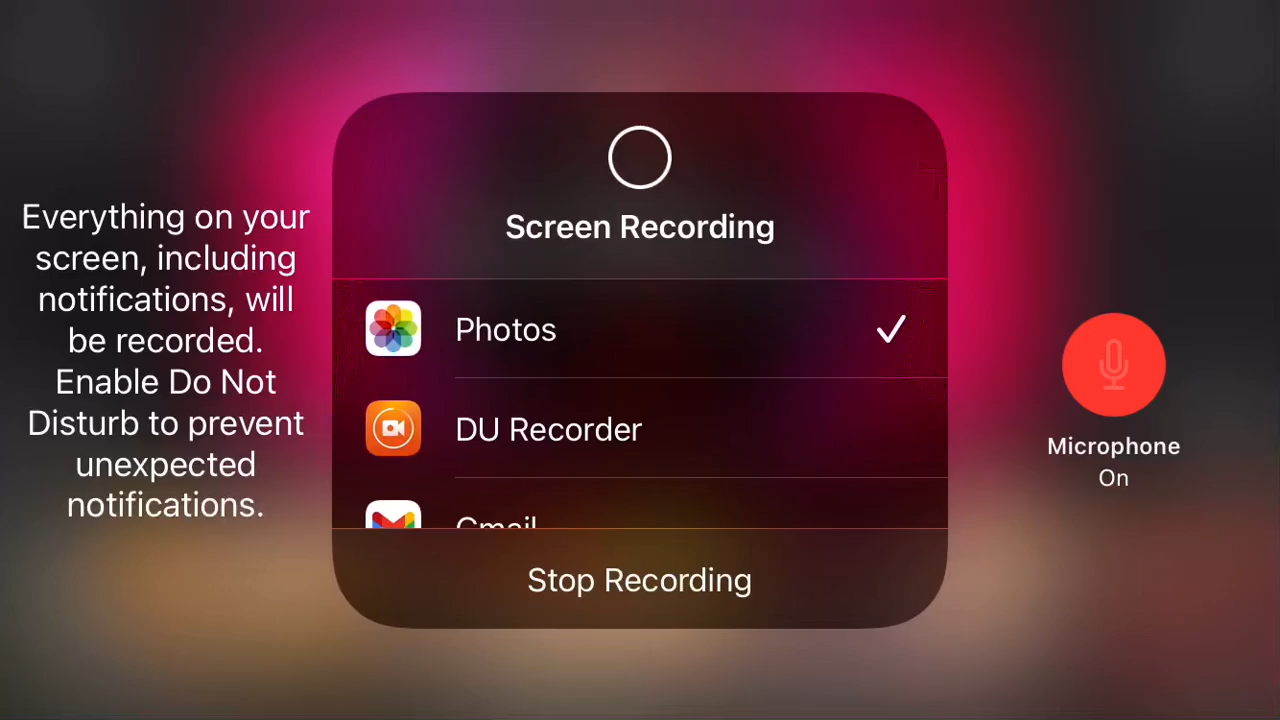 Everything on your
screen, including
notifications, will
be recorded.
Enable Do Not
Disturb to prevent
unexpected
notifications.
Screen Recording
Photos
DU Recorder
Gmail
Stop Recording
Microphone
On